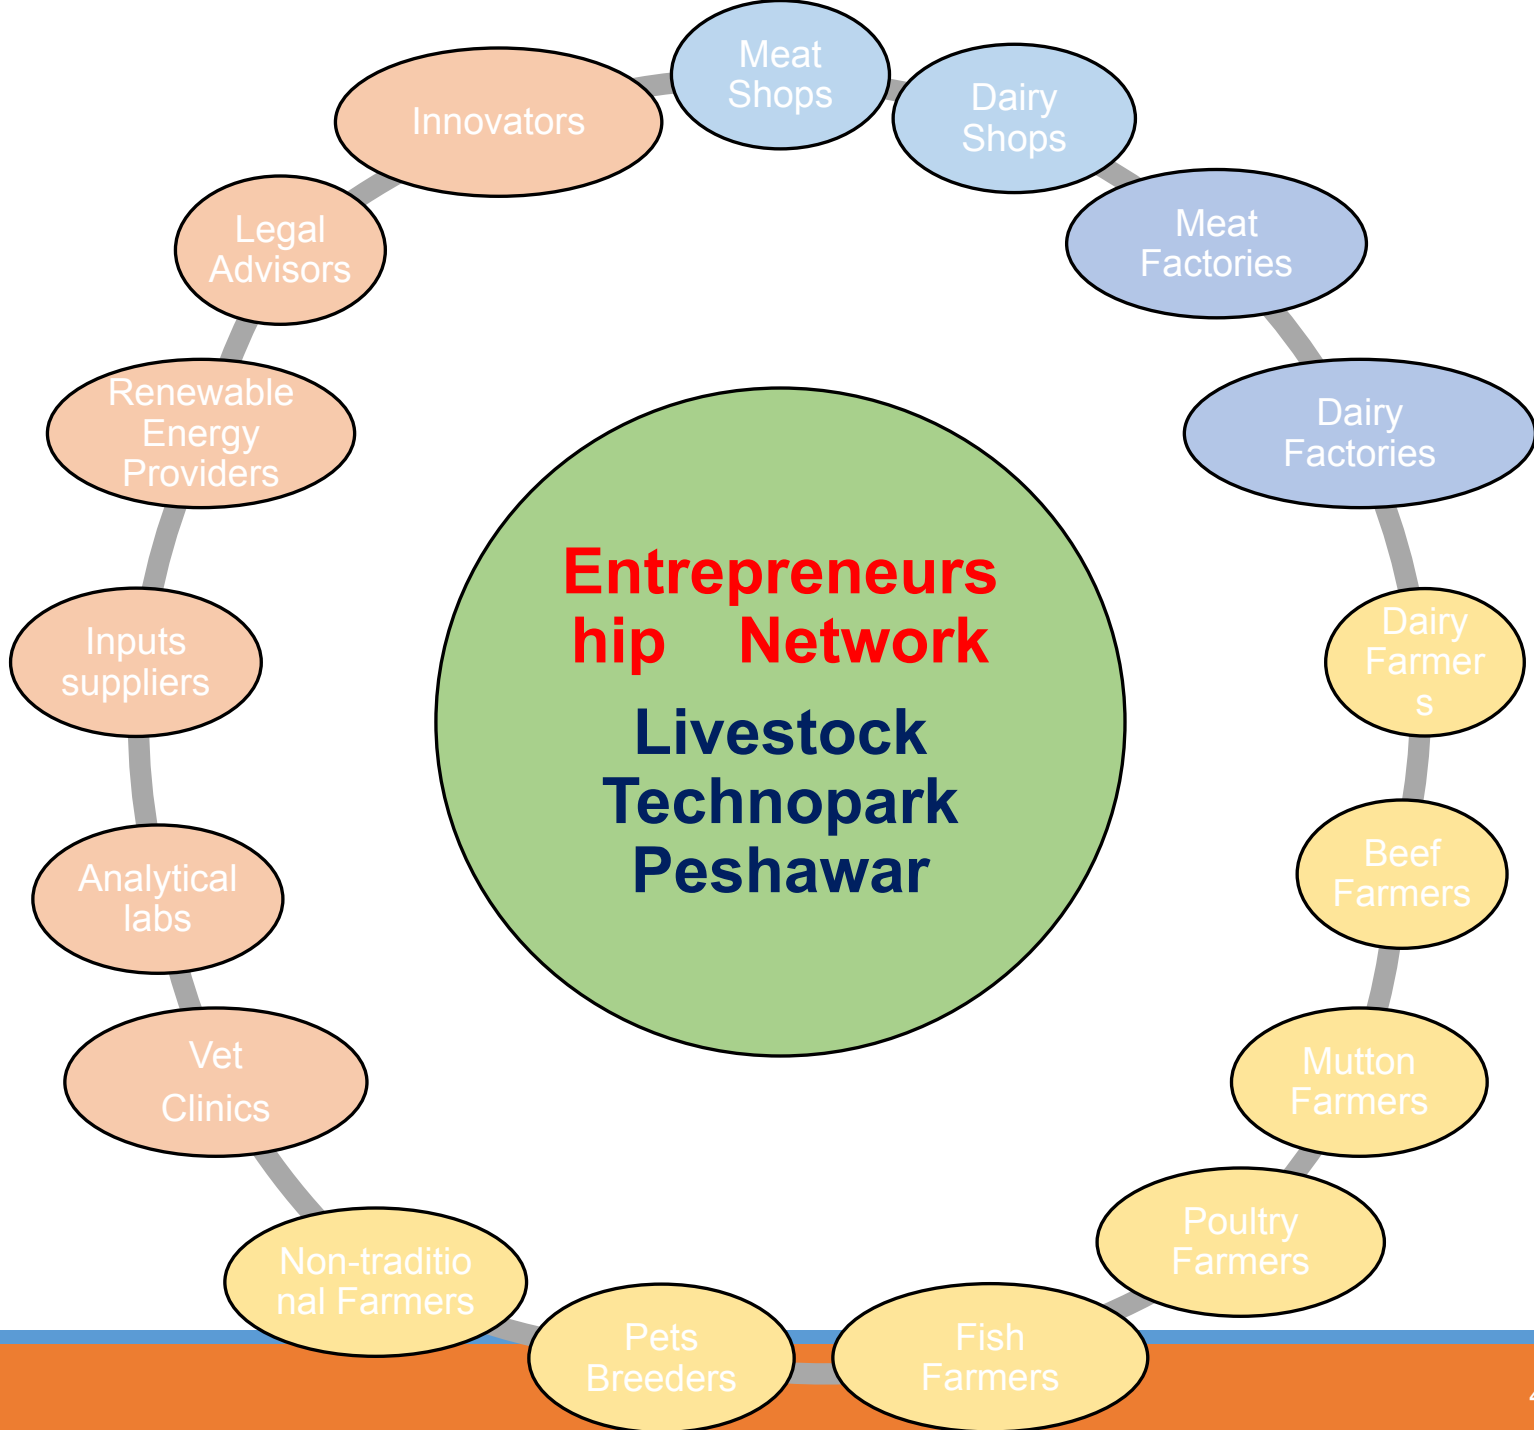 Meat
Shops
Dairy
Shops
Meat
Factories
Dairy
Factories
Dairy
Farmer
s
Beef
Farmers
Mutton
Farmers
Poultry
Farmers
Fish
Farmers
Pets
Breeders
Non-traditio
nal Farmers
Vet
Clinics
Analytical
labs
Inputs
suppliers
Renewable
Energy
Providers
Legal
Advisors
Innovators
Entrepreneurs
hip Network
Livestock
Technopark
Peshawar